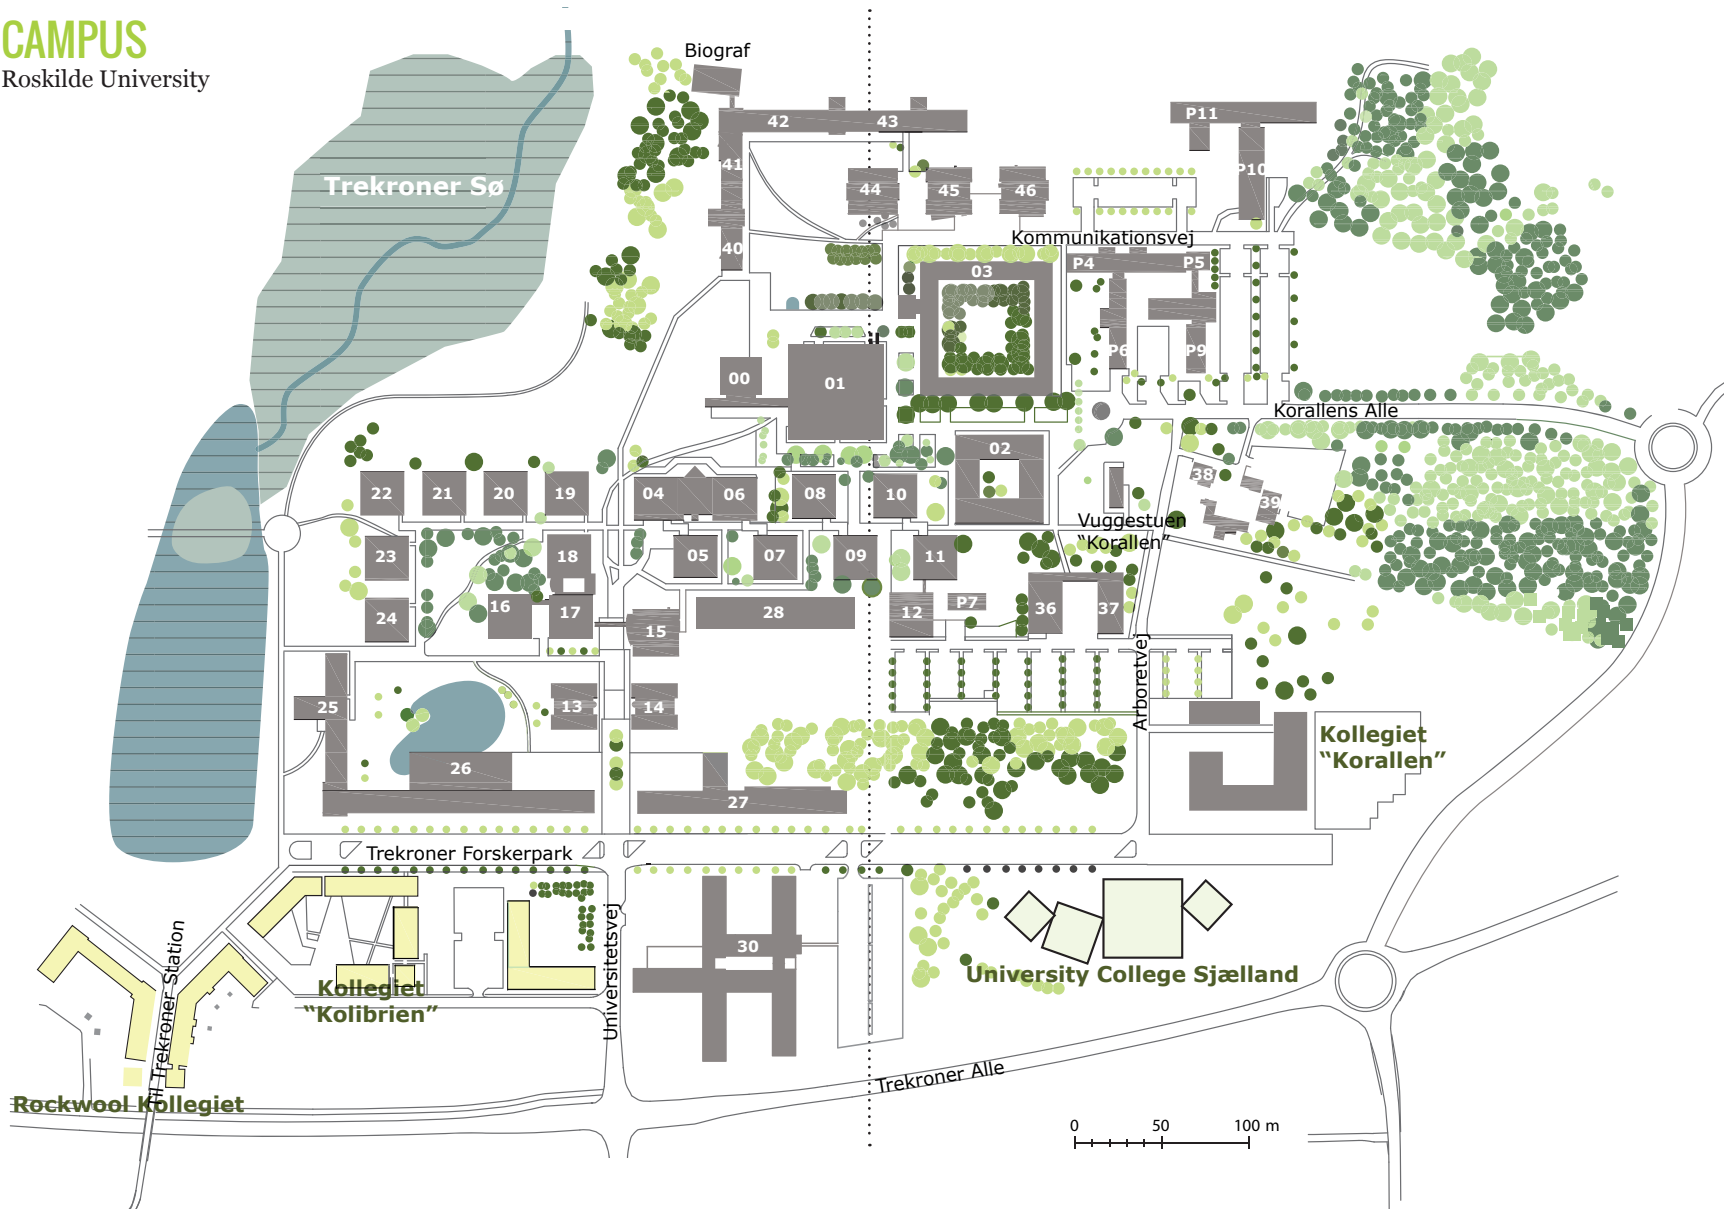 CAMPUS
Roskilde University
Biograf
42
43
P11
41
P10
Trekroner Sø
44
45
46
40
Kommunikationsvej
P4
P5
03
P6
P9
00
01
Korallens Alle
02
38
39
22
21
20
19
04
06
08
10
Vuggestuen
“Korallen”
23
18
05
07
09
11
24
16
17
15
28
12
P7
36
37
25
13
14
Arboretvej
Kollegiet
“Korallen”
26
27
Trekroner Forskerpark
Universitetsvej
30
University College Sjælland
Kollegiet
“Kolibrien”
Til Trekroner Station
Rockwool Kollegiet
Trekroner Alle
0 50 100 m